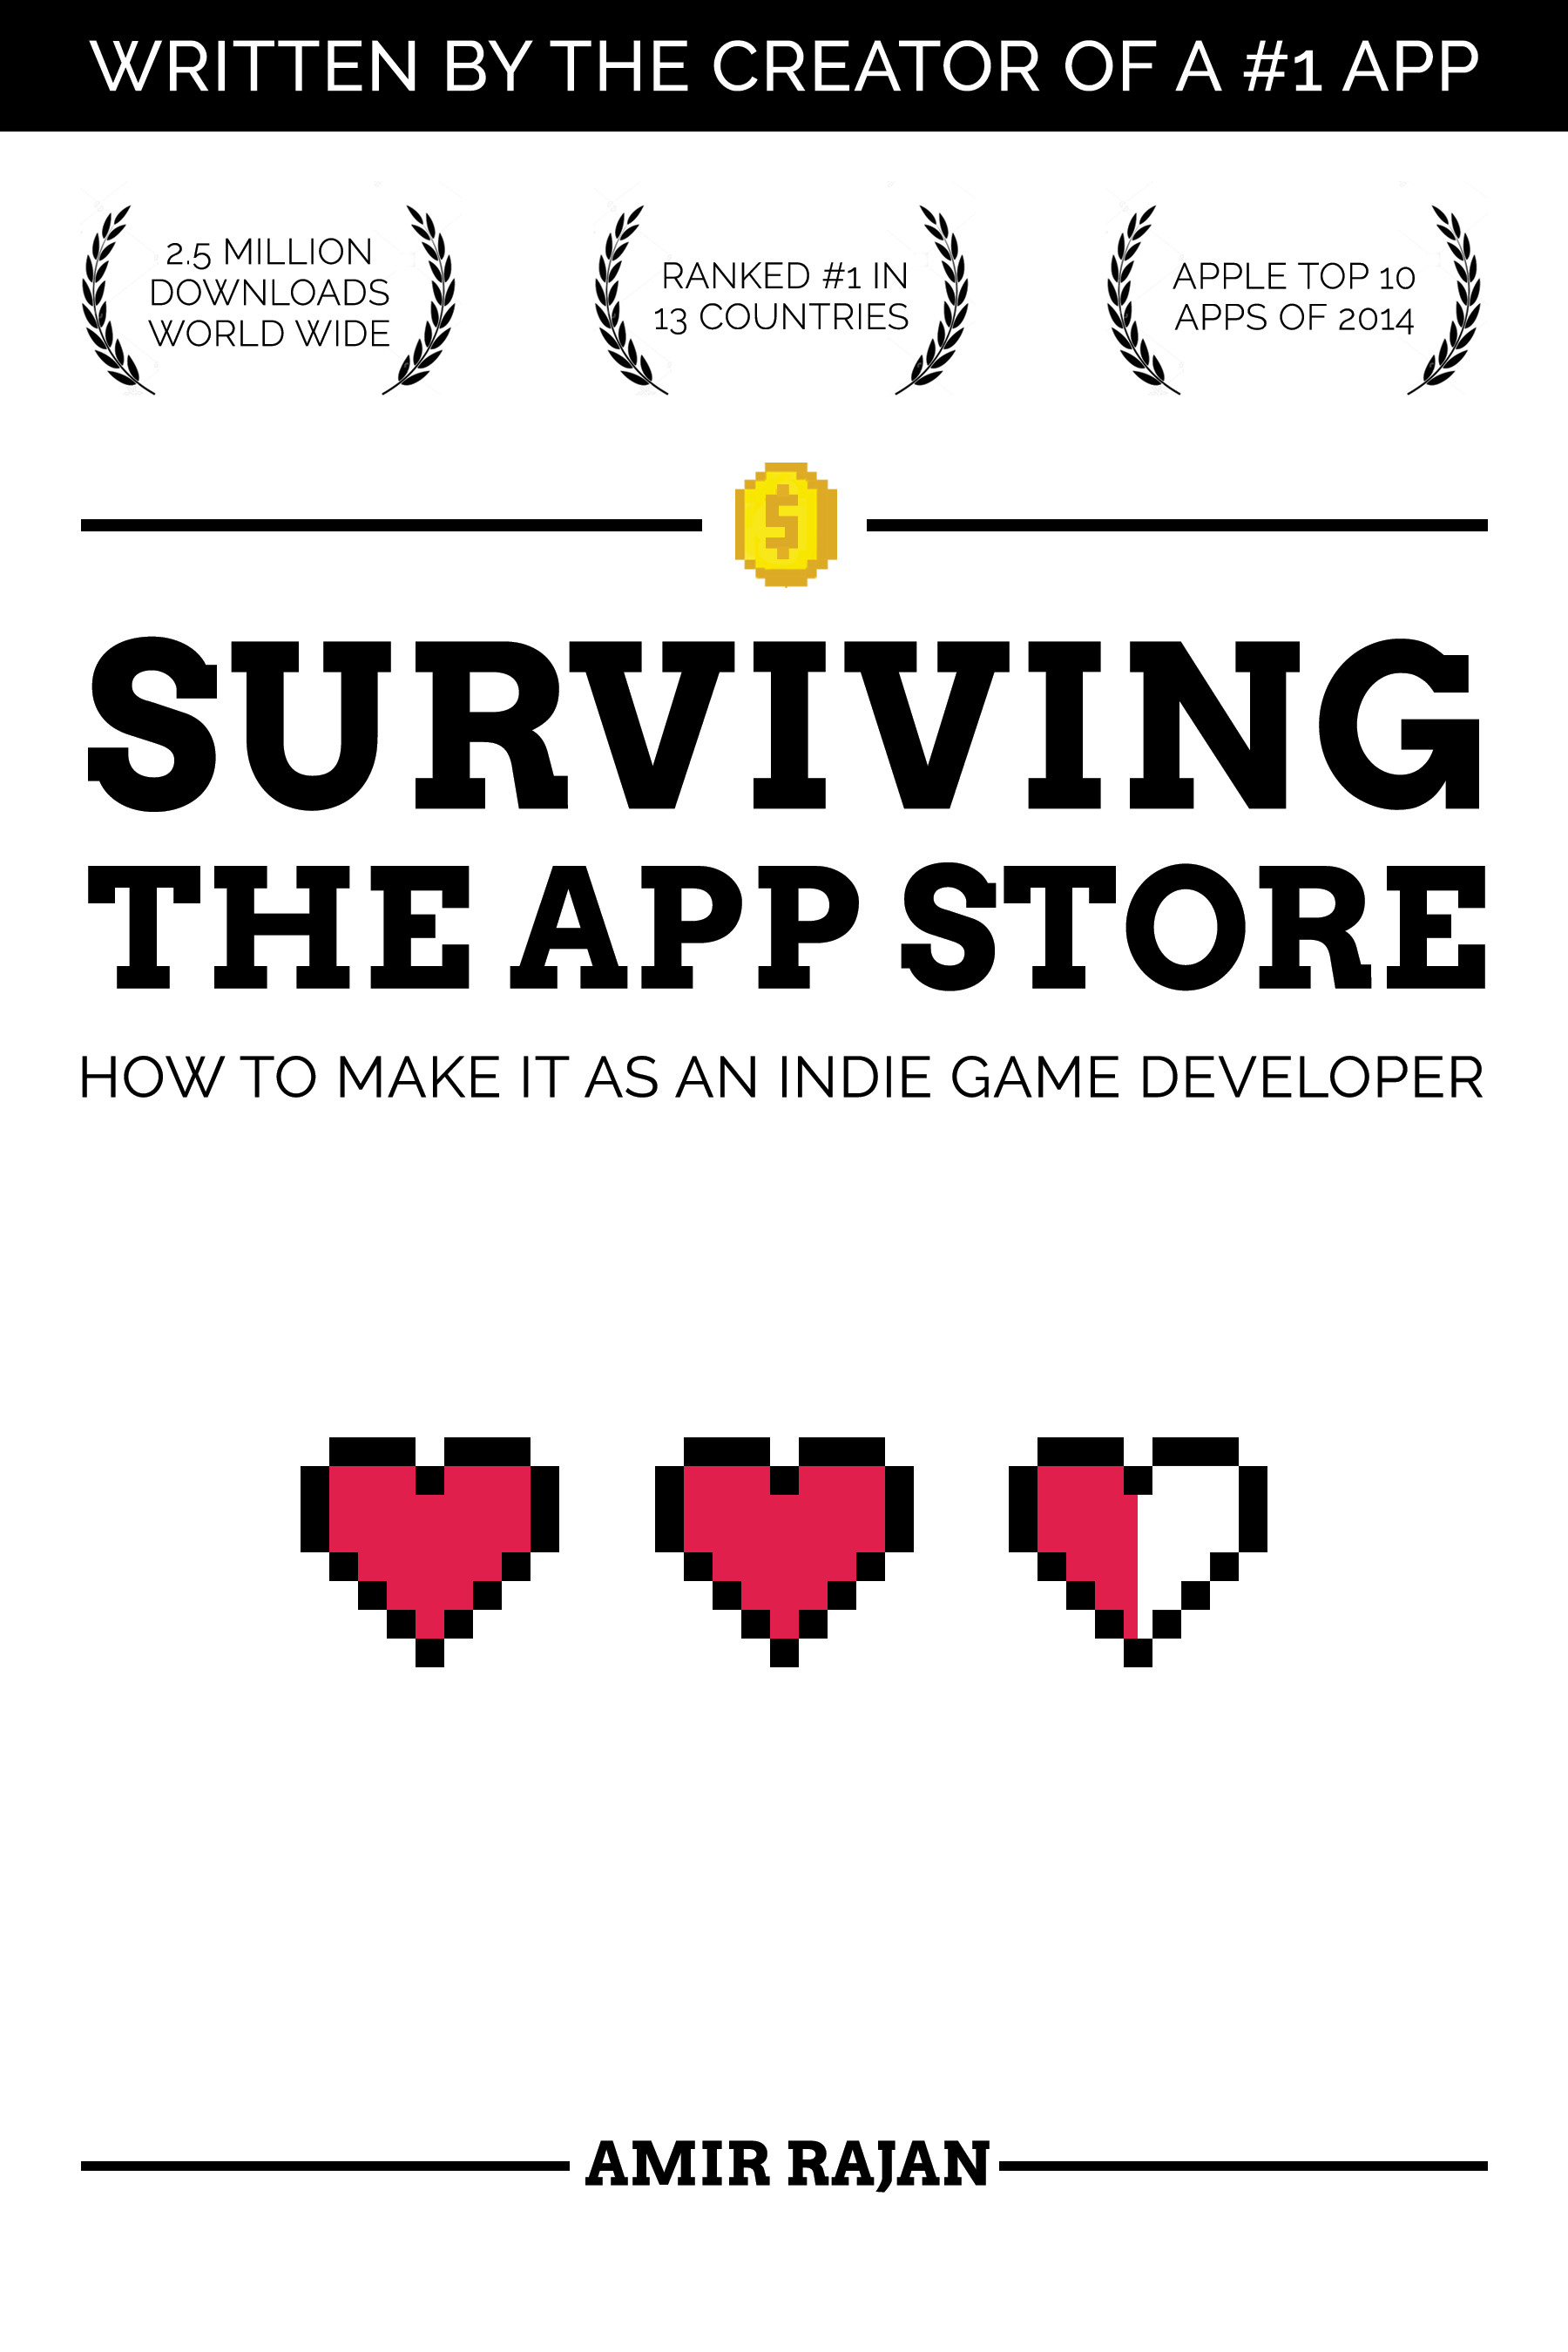 WRITTEN BY THE CREATOR OF A #1 APP
2.5 MILLION
DOWNLOADS
WORLD WIDE
RANKED #1 IN
13 COUNTRIES
APPLE TOP 10
APPS OF 2014
$
SURVIVING
THE APP STORE
HOW TO MAKE IT AS AN INDIE GAME DEVELOPER
AMIR RAJAN